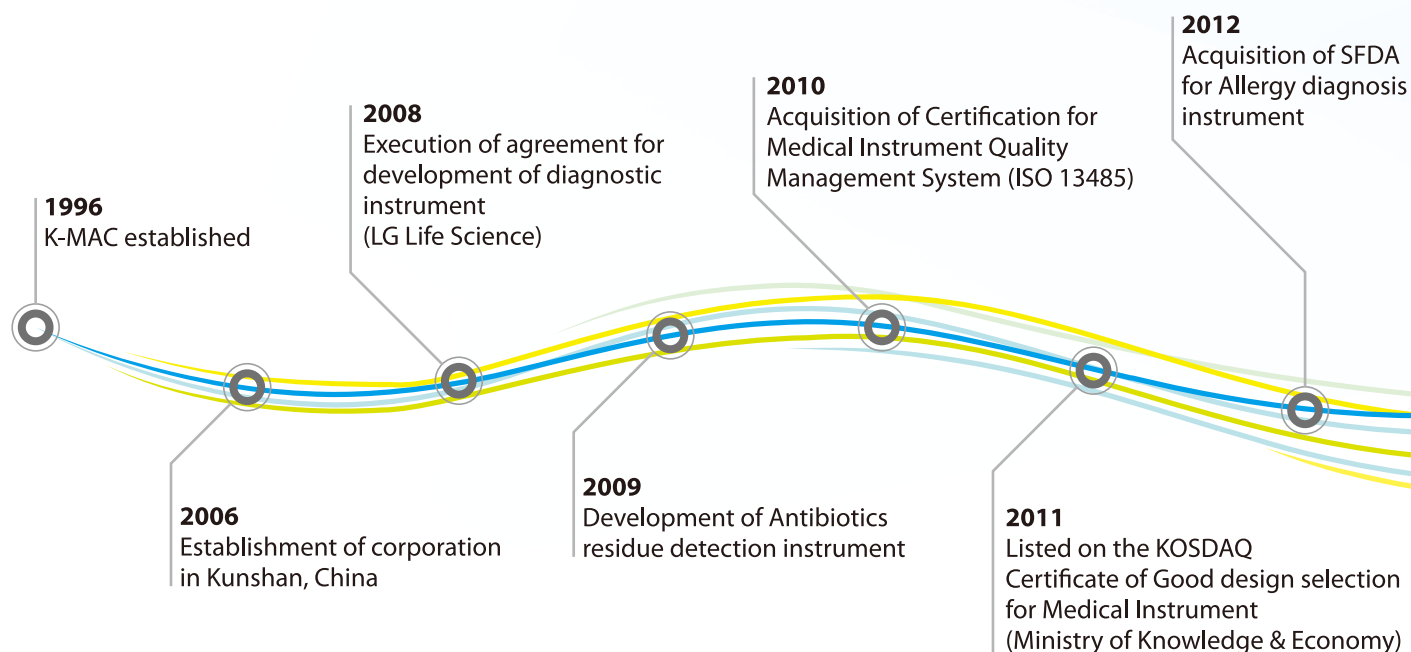 1996
K-MAC established
2006
Establishment of corporation
in Kunshan, China
2008
Execution of agreement for
development of diagnostic
instrument
(LG Life Science)
2009
Development of Antibiotics
residue detection instrument
2010
Acquisition of Certification for
Medical Instrument Quality
Management System (ISO 13485)
2011
Listed on the KOSDAQ
Certificate of Good design selection
for Medical Instrument
(Ministry of Knowledge & Economy)
2012
Acquisition of SFDA
for Allergy diagnosis
instrument